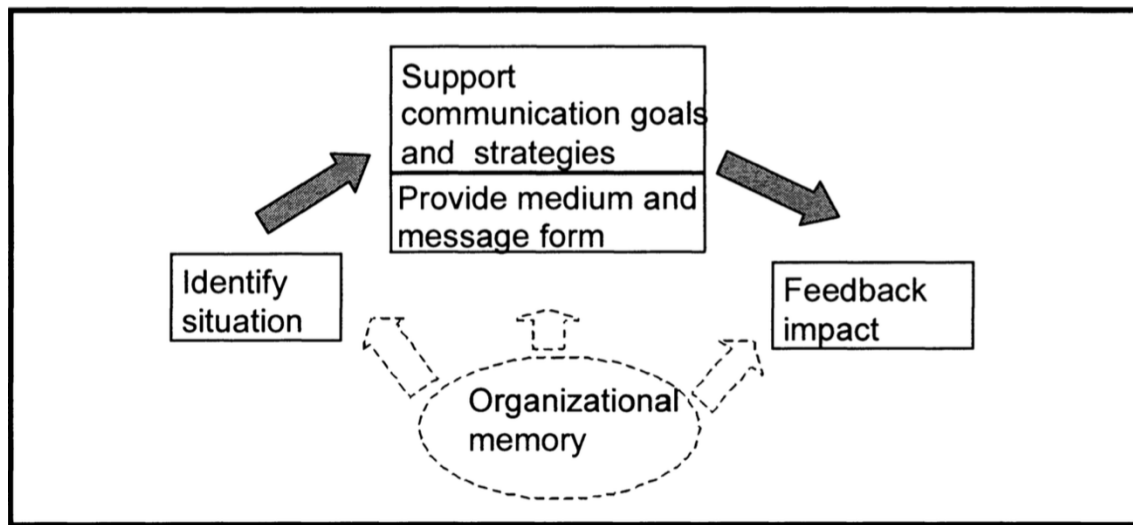 Support
communication goals
and strategies
Provide medium and
message form
Identify
situation
Feedback
impact
Organizational
memory